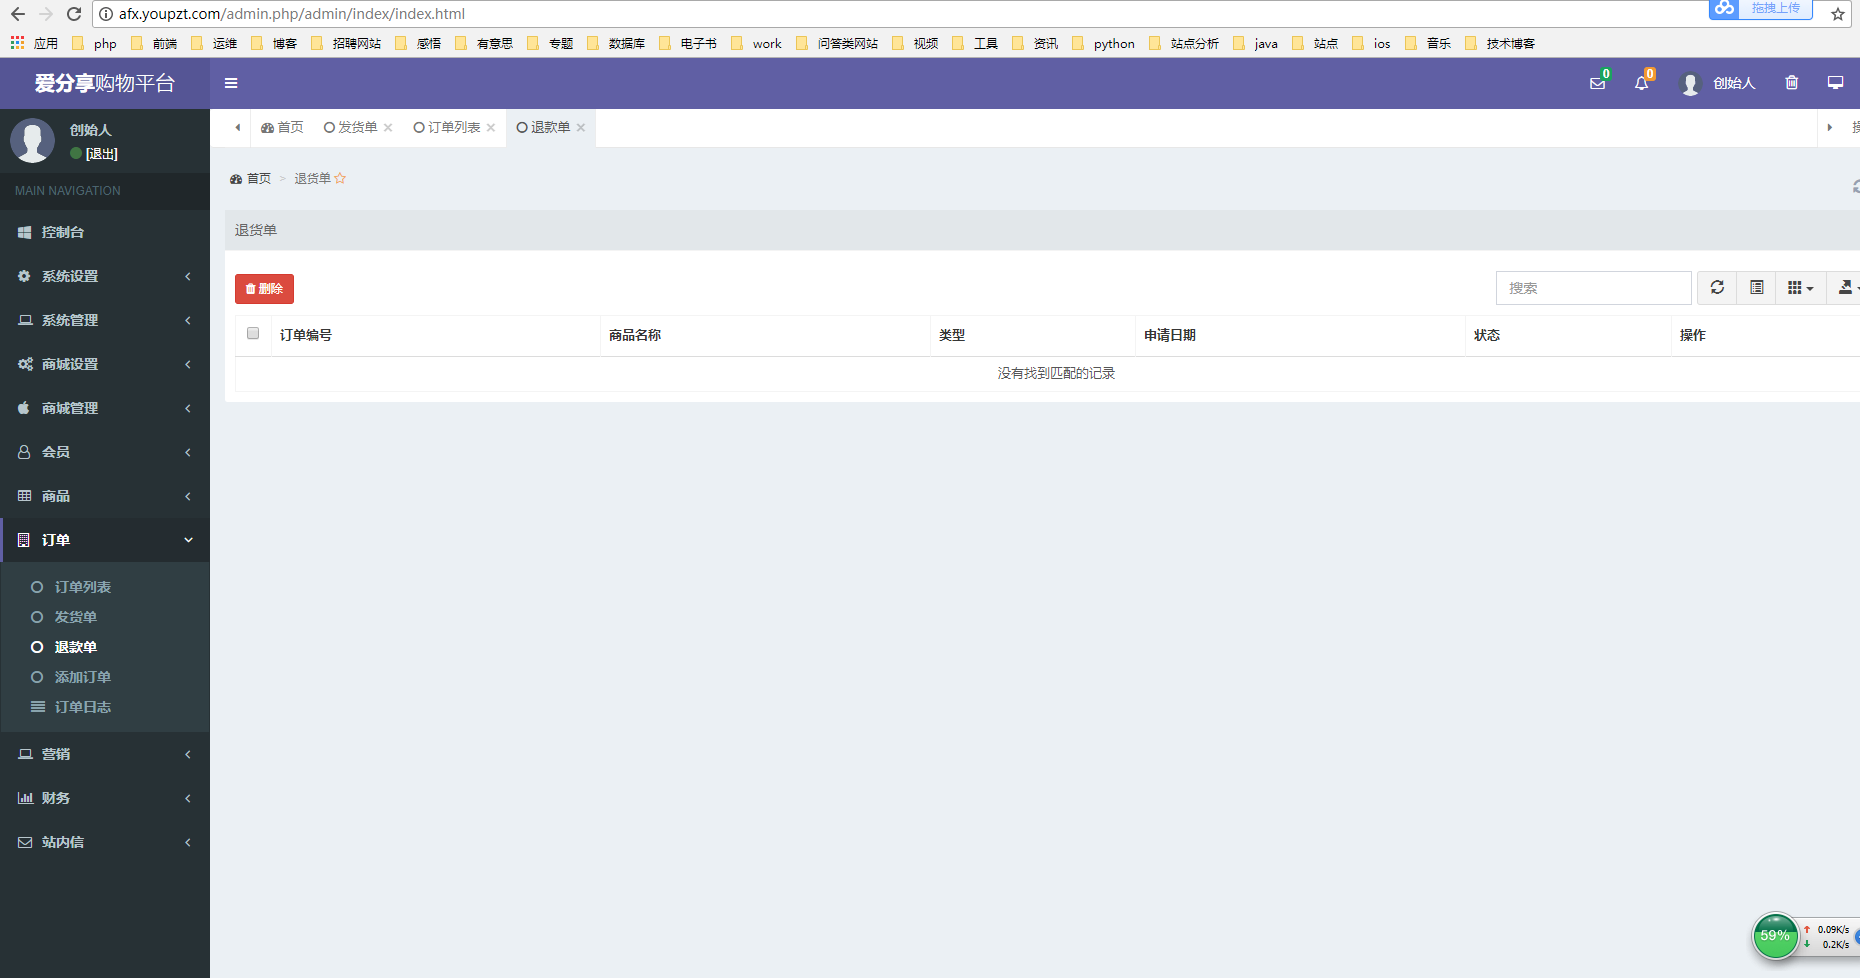 afx.youpzt.com/admin.php/admin/index/index.html
拖拽上传
应用 php 前端 运维 博客 招聘网站 感悟 有意思 专题 数据库 电子书 work 问答类网站 视频 工具 资讯 python 站点分析 java 站点 ios 音乐 技术博客
爱分享购物平台
0
0
创始人
创始人
[退出]
首页 发货单 订单列表 退款单
MAIN NAVIGATION
控制台
系统设置
系统管理
商城设置
商城管理
会员
商品
订单
订单列表
发货单
退款单
添加订单
订单日志
营销
财务
站内信
首页 > 退货单
退货单
删除
搜索
订单编号 商品名称 类型 申请日期 状态 操作
没有找到匹配的记录
59%
0.09K/s
0.2K/s